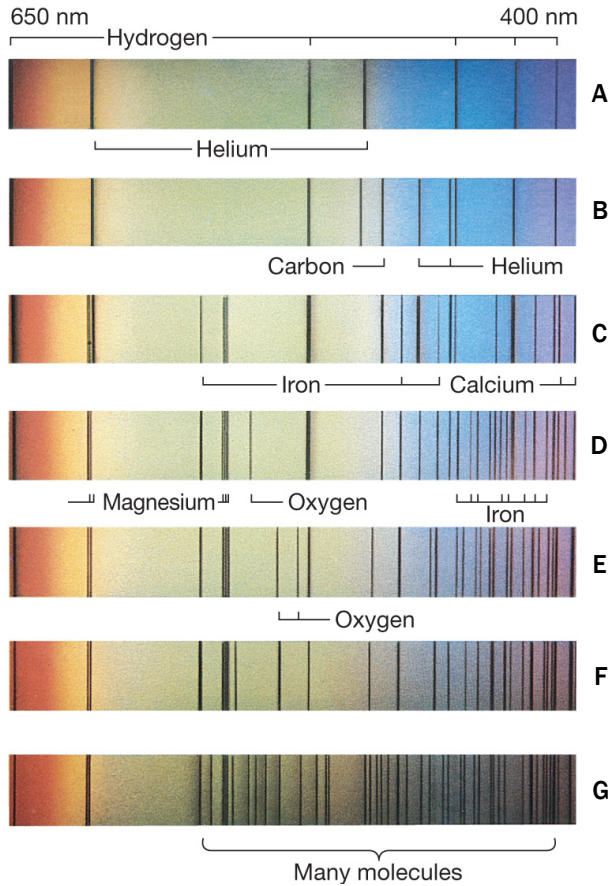 650 nm 400 nm
Hydrogen
A
Helium
B
Carbon Helium
C
Iron Calcium
D
Magnesium Oxygen Iron
E
Oxygen
F
G
Many molecules